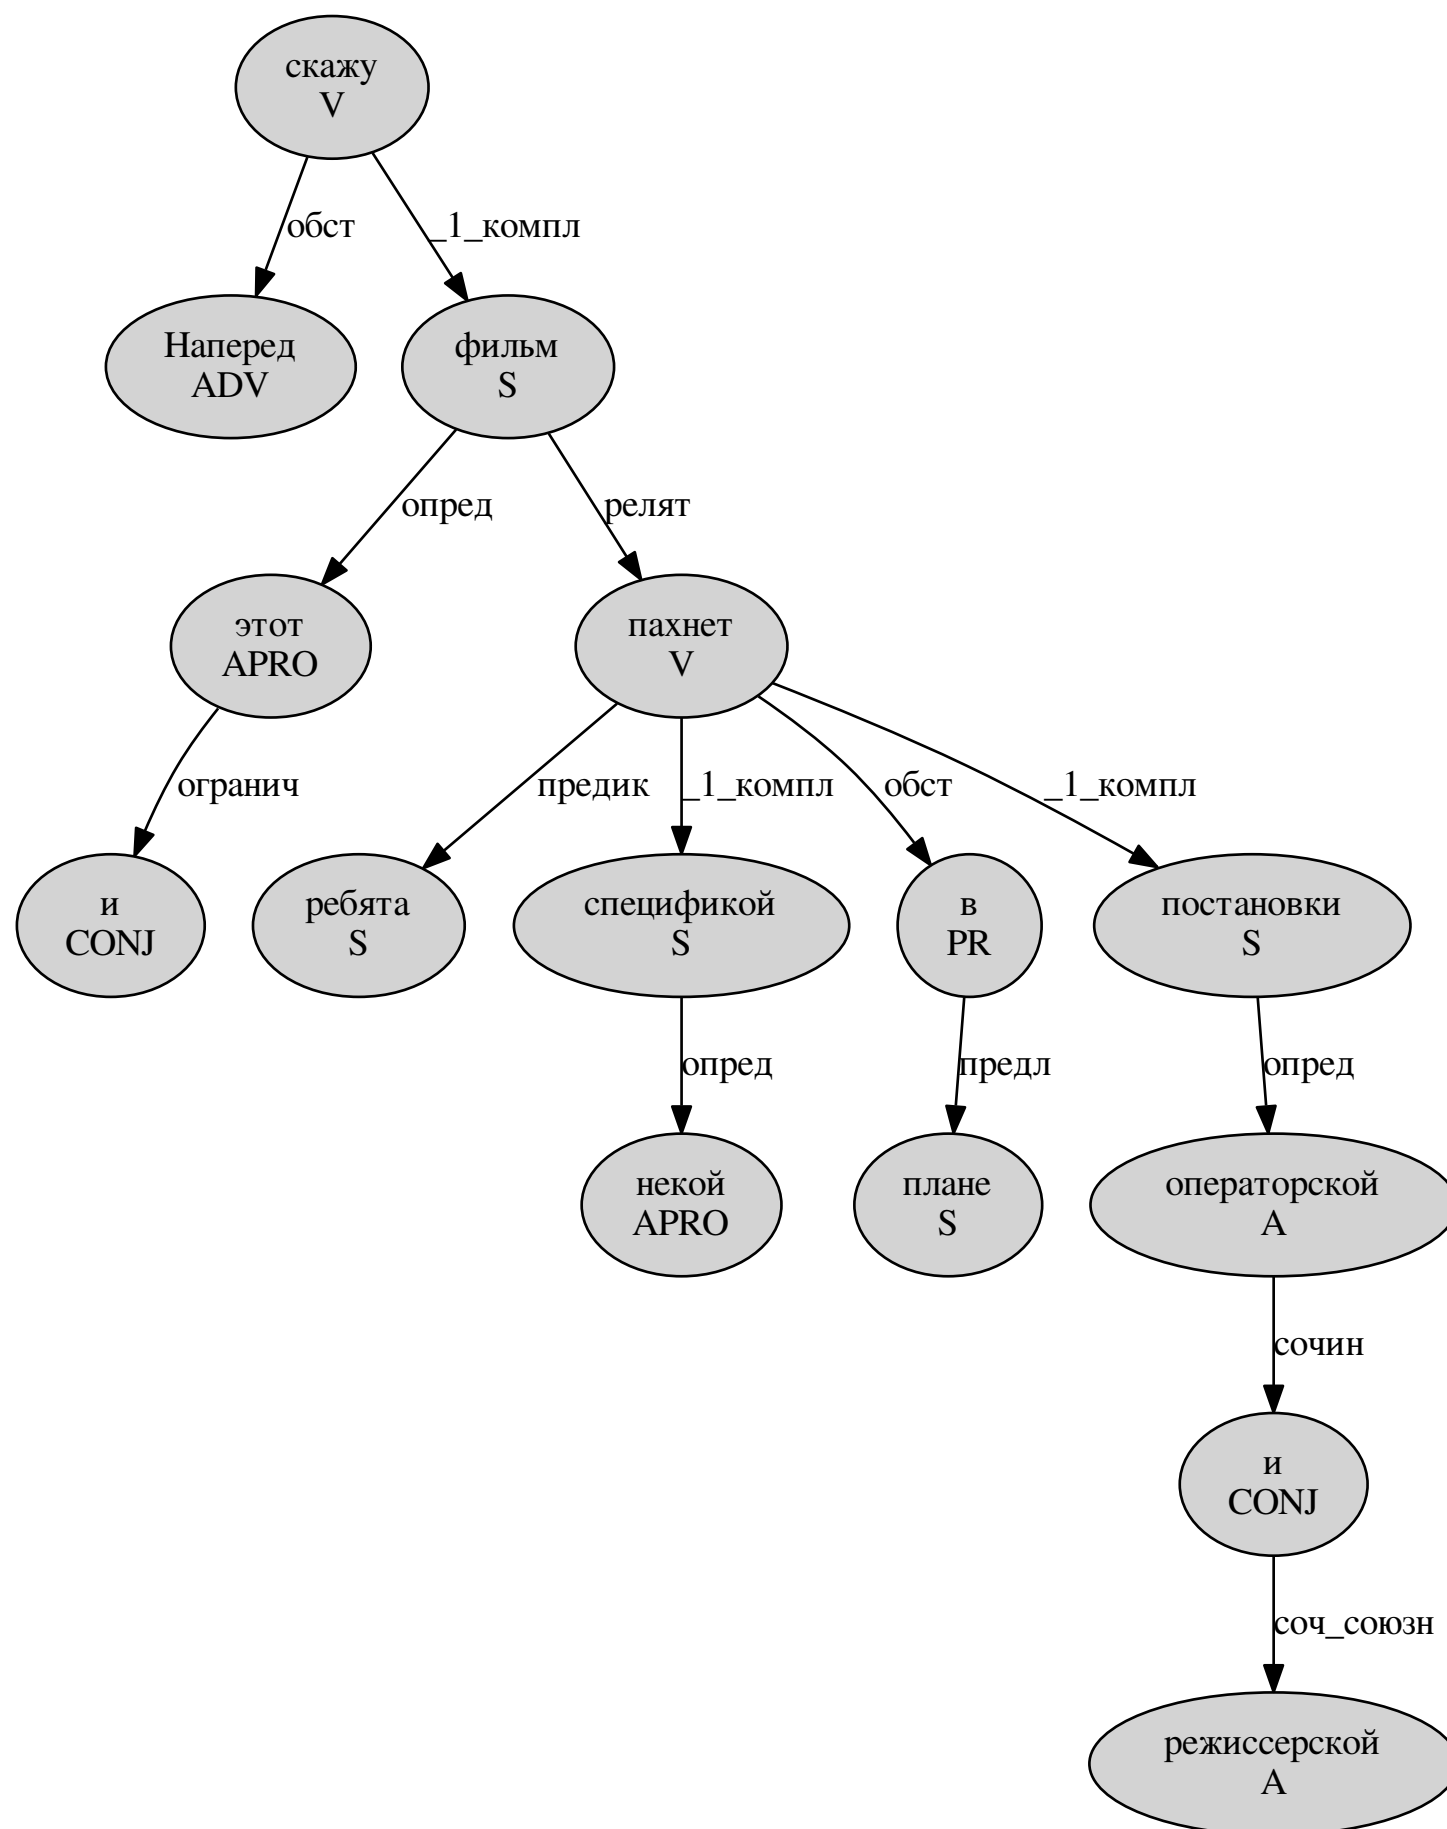 скажу
V
обст
_1_компл
Наперед
ADV
фильм
S
опред
релят
этот
APRO
пахнет
V
огранич
предик
_1_компл
обст
_1_компл
и
CONJ
ребята
S
спецификой
S
в
PR
постановки
S
опред
предл
опред
некой
APRO
плане
S
операторской
A
сочин
и
CONJ
соч_союзн
режиссерской
A